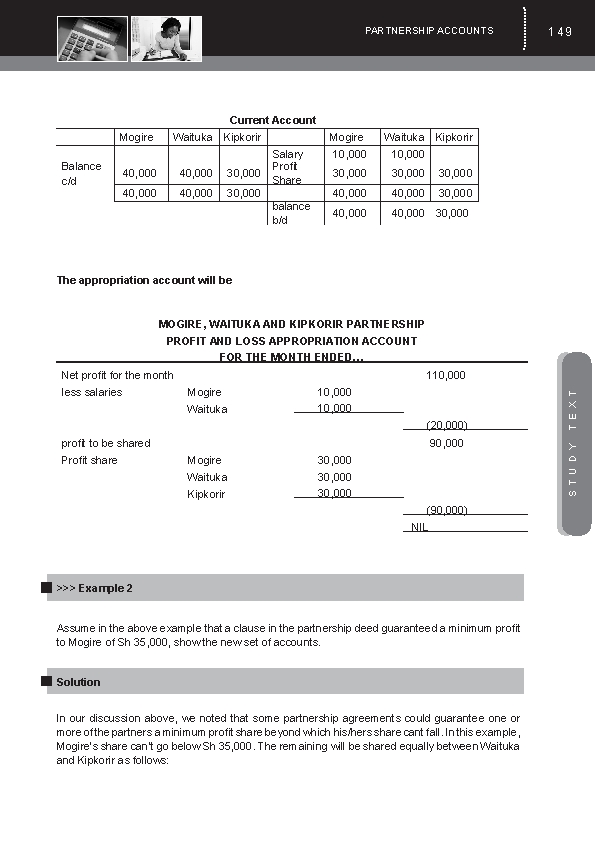 PARTNERSHIP ACCOUNTS 149
Current Account
Mogire Waituka Kipkorir Mogire Waituka Kipkorir
Salary 10,000 10,000
Balance c/d 40,000 40,000 30,000 Profit Share 30,000 30,000 30,000
40,000 40,000 30,000 40,000 40,000 30,000
balance b/d 40,000 40,000 30,000
The appropriation account will be
MOGIRE, WAITUKA AND KIPKORIR PARTNERSHIP
PROFIT AND LOSS APPROPRIATION ACCOUNT
FOR THE MONTH ENDED…
Net profit for the month 110,000
less salaries Mogire 10,000
Waituka 10,000
(20,000)
profit to be shared 90,000
Profit share Mogire 30,000
Waituka 30,000
Kipkorir 30,000
(90,000)
NIL
STUDY TEXT
>>> Example 2
Assume in the above example that a clause in the partnership deed guaranteed a minimum profit
to Mogire of Sh 35,000, show the new set of accounts.
Solution
In our discussion above, we noted that some partnership agreements could guarantee one or
more of the partners a minimum profit share beyond which his/hers share cant fall. In this example,
Mogire's share can't go below Sh 35,000. The remaining will be shared equally between Waituka
and Kipkorir as follows: